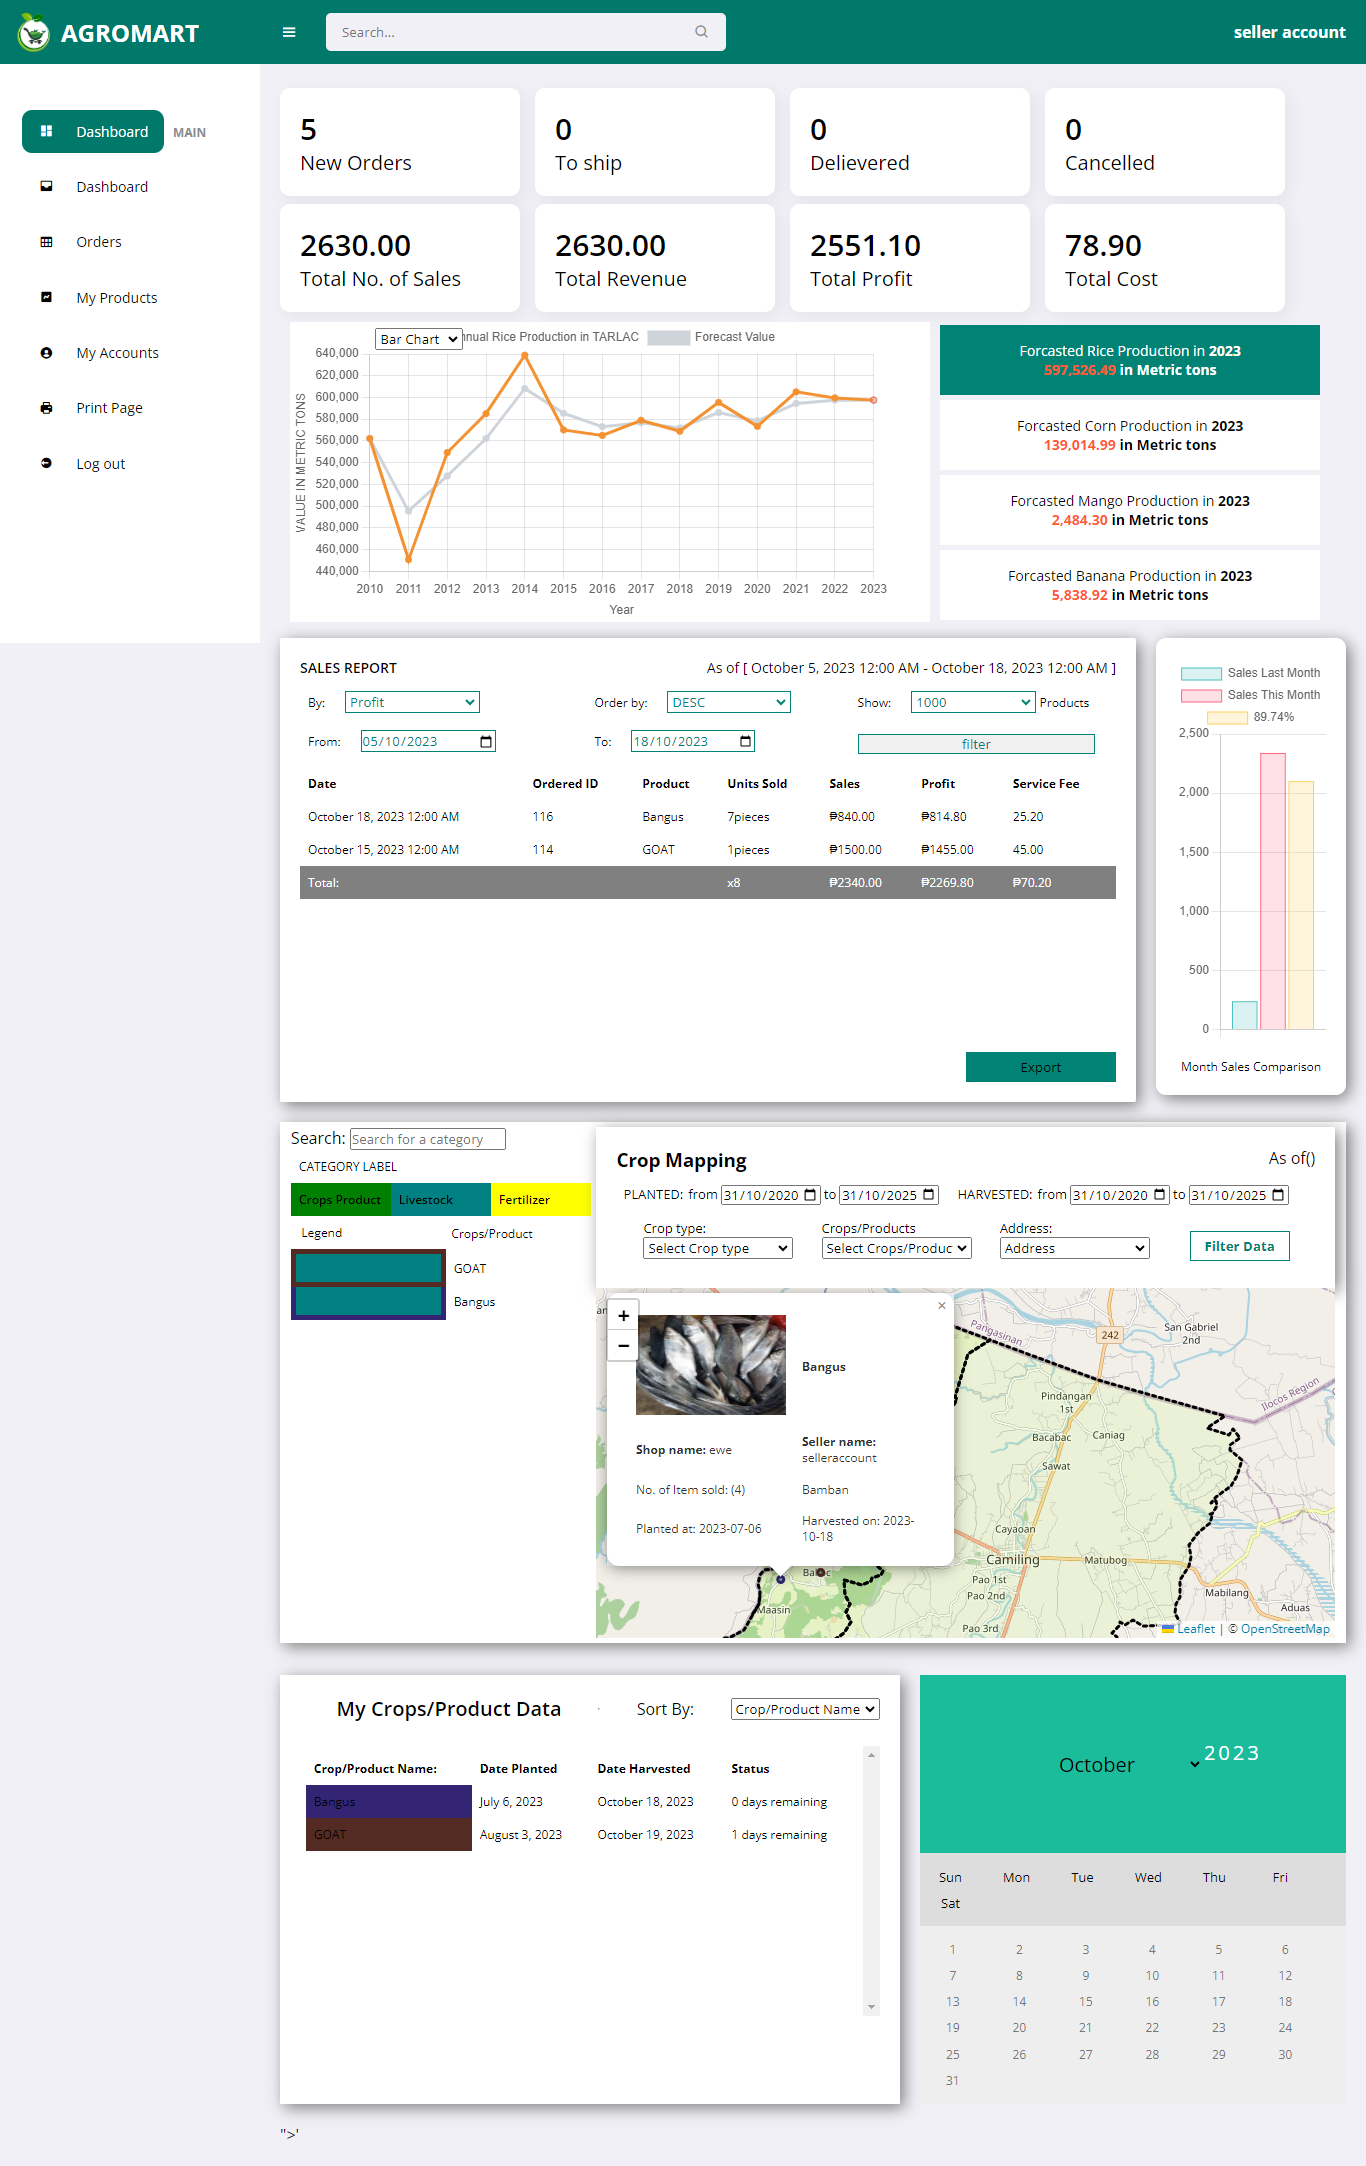 AGROMART
Search...
seller account
Dashboard MAIN
Dashboard
Orders
My Products
My Accounts
Print Page
Log out
5
New Orders
0
To ship
0
Delievered
0
Cancelled
2630.00
Total No. of Sales
2630.00
Total Revenue
2551.10
Total Profit
78.90
Total Cost
Bar Chart
nnual Rice Production in TARLAC
Forecast Value
VALUE IN METRIC TONS
640,000
620,000
600,000
580,000
560,000
540,000
520,000
500,000
480,000
460,000
440,000
2010 2011 2012 2013 2014 2015 2016 2017 2018 2019 2020 2021 2022 2023
Year
Forcasted Rice Production in 2023
597,526.49 in Metric tons
Forcasted Corn Production in 2023
139,014.99 in Metric tons
Forcasted Mango Production in 2023
2,484.30 in Metric tons
Forcasted Banana Production in 2023
5,838.92 in Metric tons
SALES REPORT
As of [ October 5, 2023 12:00 AM - October 18, 2023 12:00 AM ]
By: Profit Order by: DESC Show: 1000 Products
From: 05/10/2023 To: 18/10/2023 filter
Date Ordered ID Product Units Sold Sales Profit Service Fee
October 18, 2023 12:00 AM 116 Bangus 7pieces ₱840.00 ₱814.80 25.20
October 15, 2023 12:00 AM 114 GOAT 1pieces ₱1500.00 ₱1455.00 45.00
Total: x8 ₱2340.00 ₱2269.80 ₱70.20
Export
Sales Last Month
Sales This Month
89.74%
2,500
2,000
1,500
1,000
500
0
Month Sales Comparison
Search: Search for a category
CATEGORY LABEL
Crops Product Livestock Fertilizer
Legend Crops/Product
GOAT
Bangus
Crop Mapping
As of()
PLANTED: from 31/10/2020 to 31/10/2025 HARVESTED: from 31/10/2020 to 31/10/2025
Crop type: Crops/Products Address:
Select Crop type Select Crops/Produc Address Filter Data
+
−
×
Bangus
Shop name: ewe
Seller name: selleraccount
No. of Item sold: (4)
Bamban
Planted at: 2023-07-06
Harvested on: 2023-
10-18
Pangasinan
242
San Gabriel
2nd
Ilocos Region
Pindangan
1st
Bacabac
Caniag
Sawat
Cayaoan
Camiling
Matubog
Pao 1st
Pao 2nd
Pao 3rd
Mabilang
Aduas
Maasin
Leaflet | © OpenStreetMap
My Crops/Product Data
Sort By: Crop/Product Name
Crop/Product Name: Date Planted Date Harvested Status
Bangus July 6, 2023 October 18, 2023 0 days remaining
GOAT August 3, 2023 October 19, 2023 1 days remaining
October 2023
Sun Mon Tue Wed Thu Fri
Sat
1 2 3 4 5 6
7 8 9 10 11 12
13 14 15 16 17 18
19 20 21 22 23 24
25 26 27 28 29 30
31
">'